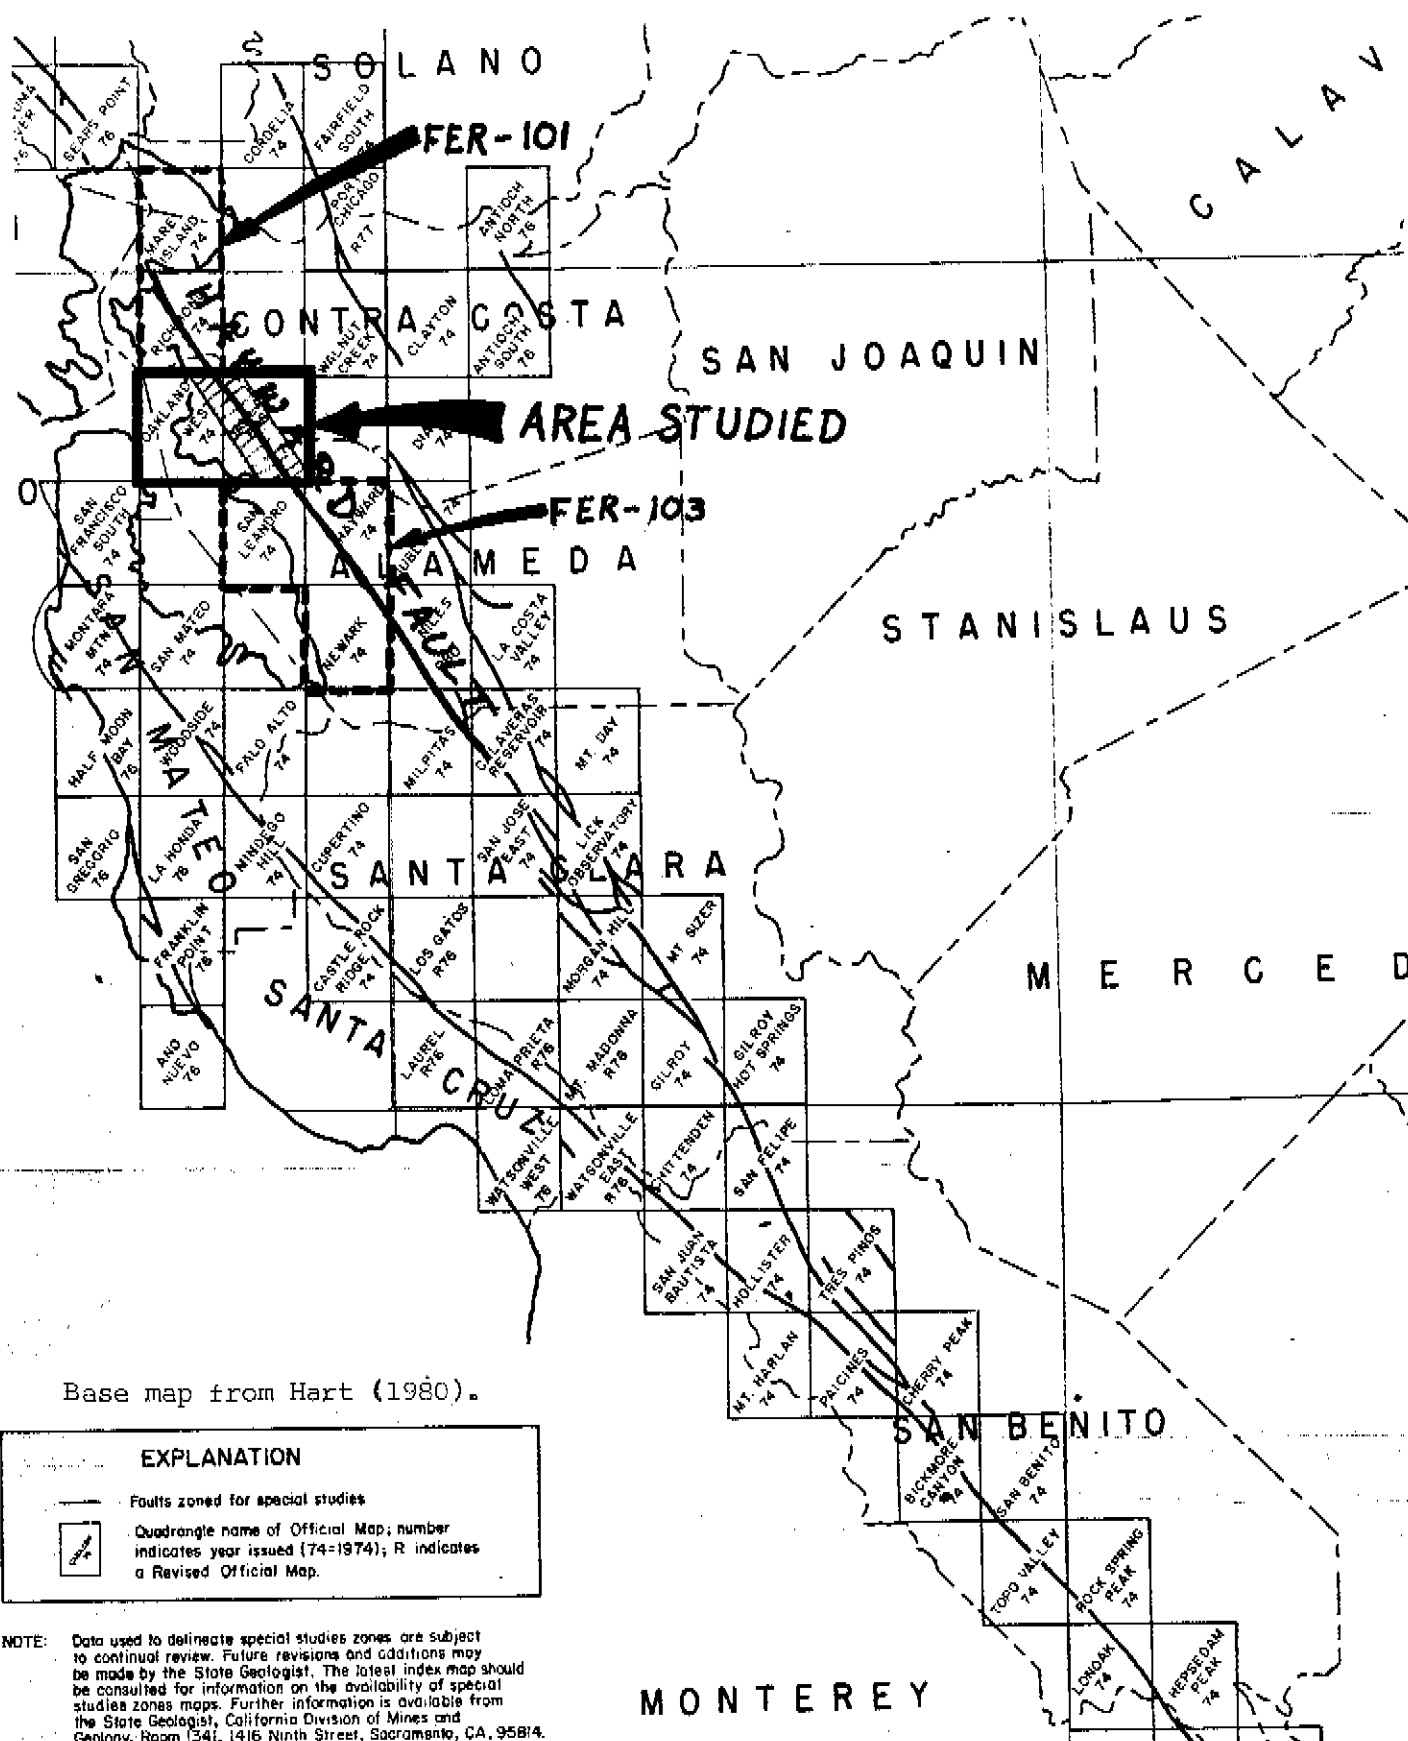 SOLANO
SEARS POINT
76
CORDELIA
74
FAIRFIELD
SOUTH
FER-101
CALAV
PORT
CHICAGO
R77
ANTIOCH
NORTH
76
MARE
ISLAND
74
CONTRA COSTA
RICHMOND
74
WALNUT
CREEK
74
CLAYTON
74
ANTIOCH
SOUTH
76
SAN JOAQUIN
OAKLAND
WEST
74
AREA STUDIED
74
FER-103
SAN
FRANCISCO
SOUTH
74
SAN
LEANDRO
74
HAYWARD
74
ALAMEDA
HAYWARD FAULT
STANISLAUS
MONTARA
MTN
74
SAN MATEO
74
NEWARK
74
LA COSTA
VALLEY
74
SAN MATEO
HALF MOON
BAY
76
WOODSIDE
74
PALO ALTO
74
MILPITAS
74
CALAVERAS
RESERVOIR
74
MT. DAY
74
SAN
GREGORIO
76
LA HONDA
76
MINDEGO
HILL
74
CUPERTINO
74
SAN JOSE
EAST
74
LICK
OBSERVATORY
74
SANTA CLARA
FRANKLIN
POINT
76
CASTLE ROCK
RIDGE
74
LOS GATOS
R76
MORGAN HILL
74
MT SIZER
74
MERCED
SANTA CRUZ
ANO
NUEVO
76
LAUREL
R76
LOMA PRIETA
R76
MT. MADONNA
R76
GILROY
74
GILROY
HOT SPRINGS
74
WATSONVILLE
WEST
76
WATSONVILLE
EAST
R76
CHITTENDEN
74
SAN FELIPE
74
SAN JUAN
BAUTISTA
74
HOLLISTER
74
TRES PINOS
74
MT. HARLAN
74
PAICINES
74
CHERRY PEAK
74
SAN BENITO
BICKMORE
CANYON
74
SAN BENITO
74
TOPO VALLEY
74
ROCK SPRING
PEAK
74
LONOAK
74
HEPSEDAM
PEAK
74
MONTEREY
Base map from Hart (1980).
EXPLANATION
Faults zoned for special studies
Quadrangle name of Official Map; number
indicates year issued (74=1974); R indicates
a Revised Official Map.
NOTE: Data used to delineate special studies zones are subject
to continual review. Future revisions and additions may
be made by the State Geologist. The latest index map should
be consulted for information on the availability of special
studies zones maps. Further information is available from
the State Geologist, California Division of Mines and
Geology, Room 1341, 1416 Ninth Street, Sacramento, CA, 95814.